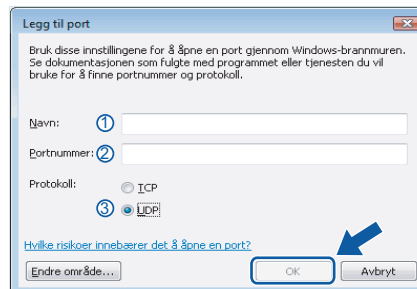 Legg til port
Bruk disse innstillingene for å åpne en port gjennom Windows-brannmuren.
Se dokumentasjonen som fulgte med programmet eller tjenesten du vil
bruke for å finne portnummer og protokoll.
Navn: 1
Portnummer: 2
Protokoll: TCP
3 UDP
Hvilke risikoer innebærer det å åpne en port?
Endre område... OK Avbryt